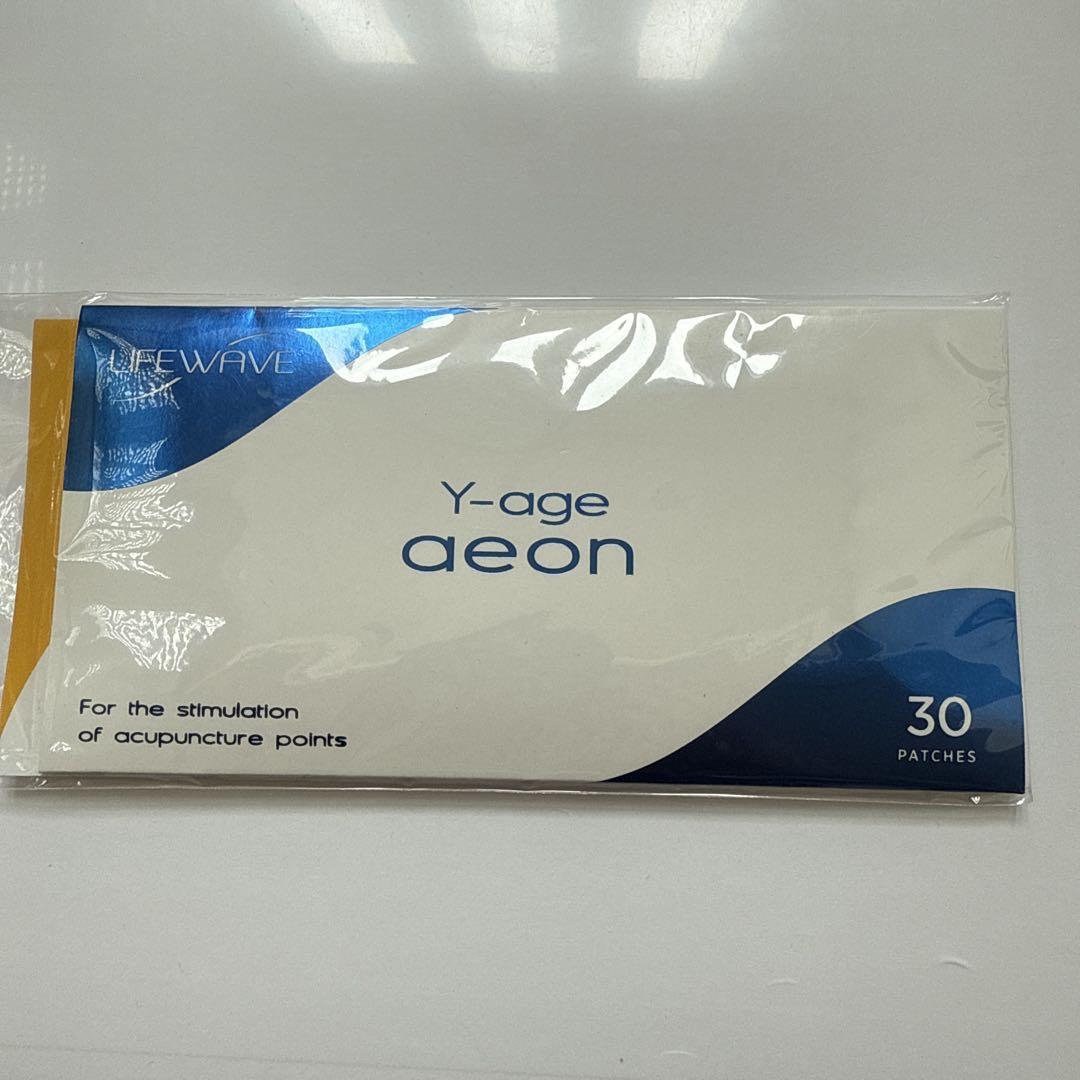 LIFEWAVE
Y-age
aeon
For the stimulation
of acupuncture points
30
PATCHES